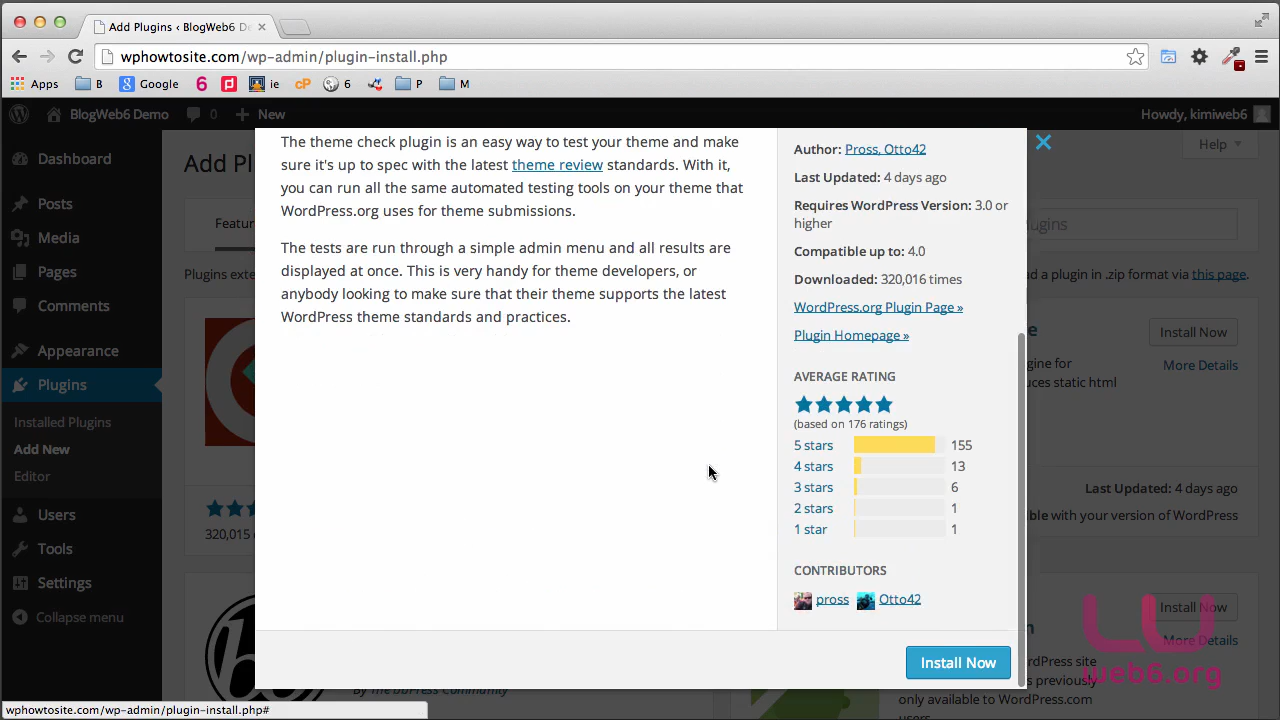 Add Plugins ‹ BlogWeb6 De
wphowtosite.com/wp-admin/plugin-install.php
Apps B Google 6 ie cP 6 P M
BlogWeb6 Demo 0 New Howdy, kimiweb6
Dashboard
Posts
Media
Pages
Comments
Appearance
Plugins
Installed Plugins
Add New
Editor
Users
Tools
Settings
Collapse menu
Add Pl
Help
Featur
Plugins exte
320,015
By The bbPress Community
The theme check plugin is an easy way to test your theme and make
sure it's up to spec with the latest theme review standards. With it,
you can run all the same automated testing tools on your theme that
WordPress.org uses for theme submissions.
The tests are run through a simple admin menu and all results are
displayed at once. This is very handy for theme developers, or
anybody looking to make sure that their theme supports the latest
WordPress theme standards and practices.
Author: Pross, Otto42
Last Updated: 4 days ago
Requires WordPress Version: 3.0 or
higher
Compatible up to: 4.0
Downloaded: 320,016 times
WordPress.org Plugin Page »
Plugin Homepage »
AVERAGE RATING
(based on 176 ratings)
5 stars 155
4 stars 13
3 stars 6
2 stars 1
1 star 1
CONTRIBUTORS
pross Otto42
Install Now
lugins
d a plugin in .zip format via this page.
e
Install Now
gine for
More Details
uces static html
Last Updated: 4 days ago
ble with your version of WordPress
Install Now
n
More Details
rdPress site
s previously
only available to WordPress.com
users
web6.org
wphowtosite.com/wp-admin/plugin-install.php#